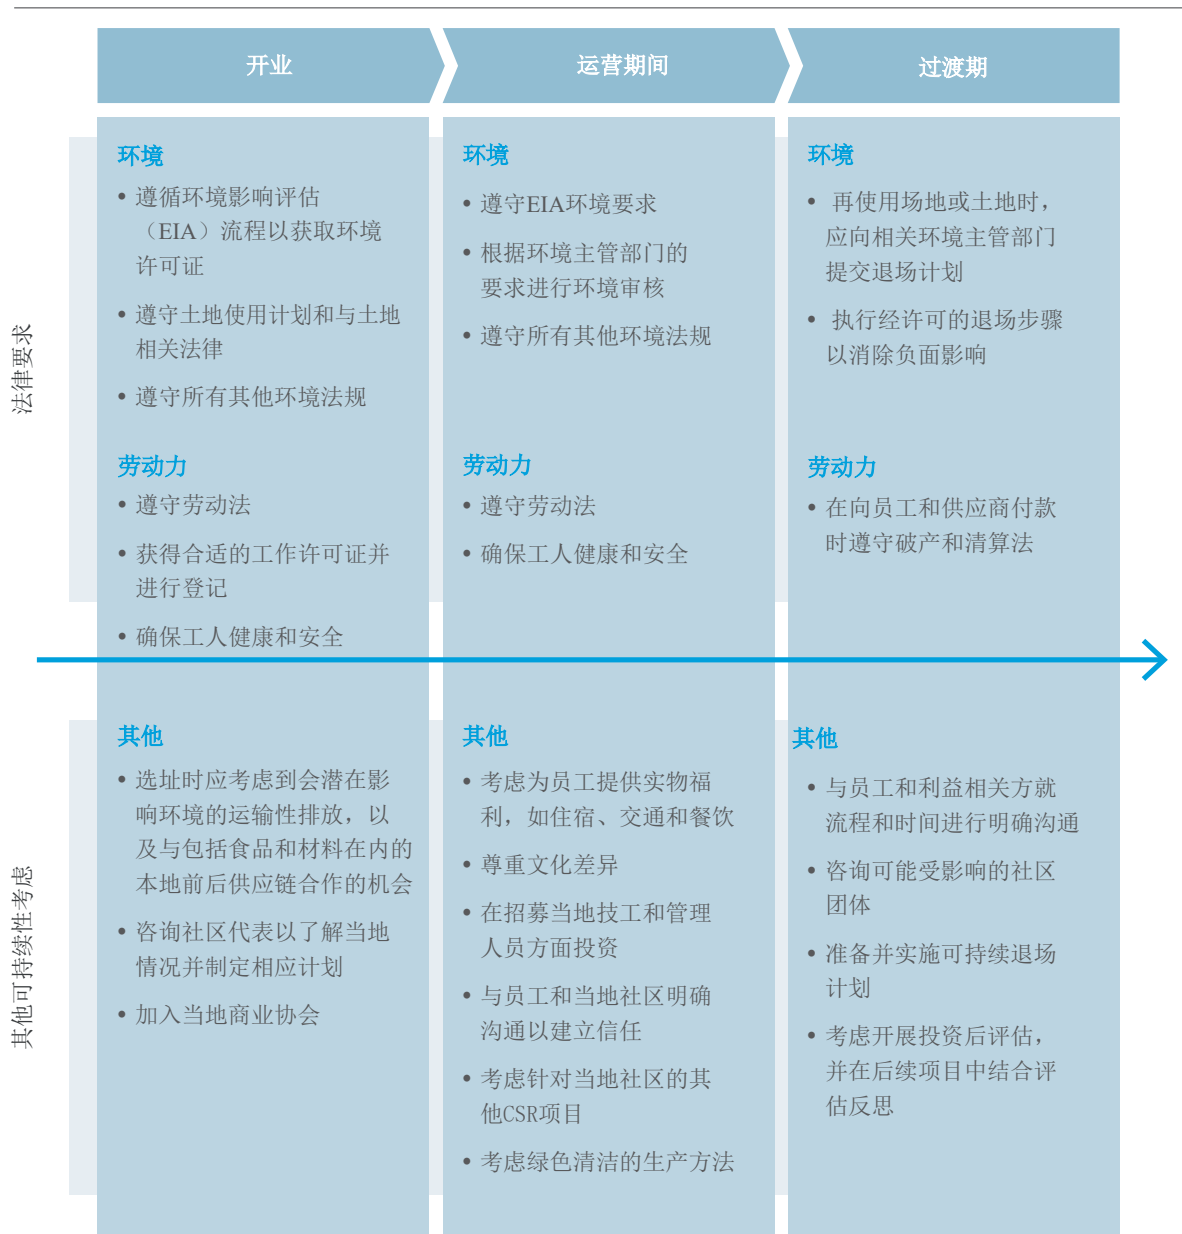 开业
运营期间
过渡期
法律要求
环境
• 遵循环境影响评估
（EIA）流程以获取环境
许可证
• 遵守土地使用计划和与土地
相关法律
• 遵守所有其他环境法规
劳动力
• 遵守劳动法
• 获得合适的工作许可证并
进行登记
• 确保工人健康和安全
环境
• 遵守EIA环境要求
• 根据环境主管部门的
要求进行环境审核
• 遵守所有其他环境法规
劳动力
• 遵守劳动法
• 确保工人健康和安全
环境
• 再使用场地或土地时，
应向相关环境主管部门
提交退场计划
• 执行经许可的退场步骤
以消除负面影响
劳动力
• 在向员工和供应商付款
时遵守破产和清算法
其他可持续性考虑
其他
• 选址时应考虑到会潜在影
响环境的运输性排放，以
及与包括食品和材料在内的
本地前后供应链合作的机会
• 咨询社区代表以了解当地
情况并制定相应计划
• 加入当地商业协会
其他
• 考虑为员工提供实物福
利，如住宿、交通和餐饮
• 尊重文化差异
• 在招募当地技工和管理
人员方面投资
• 与员工和当地社区明确
沟通以建立信任
• 考虑针对当地社区的其
他CSR项目
• 考虑绿色清洁的生产方法
其他
• 与员工和利益相关方就
流程和时间进行明确沟通
• 咨询可能受影响的社区
团体
• 准备并实施可持续退场
计划
• 考虑开展投资后评估，
并在后续项目中结合评
估反思